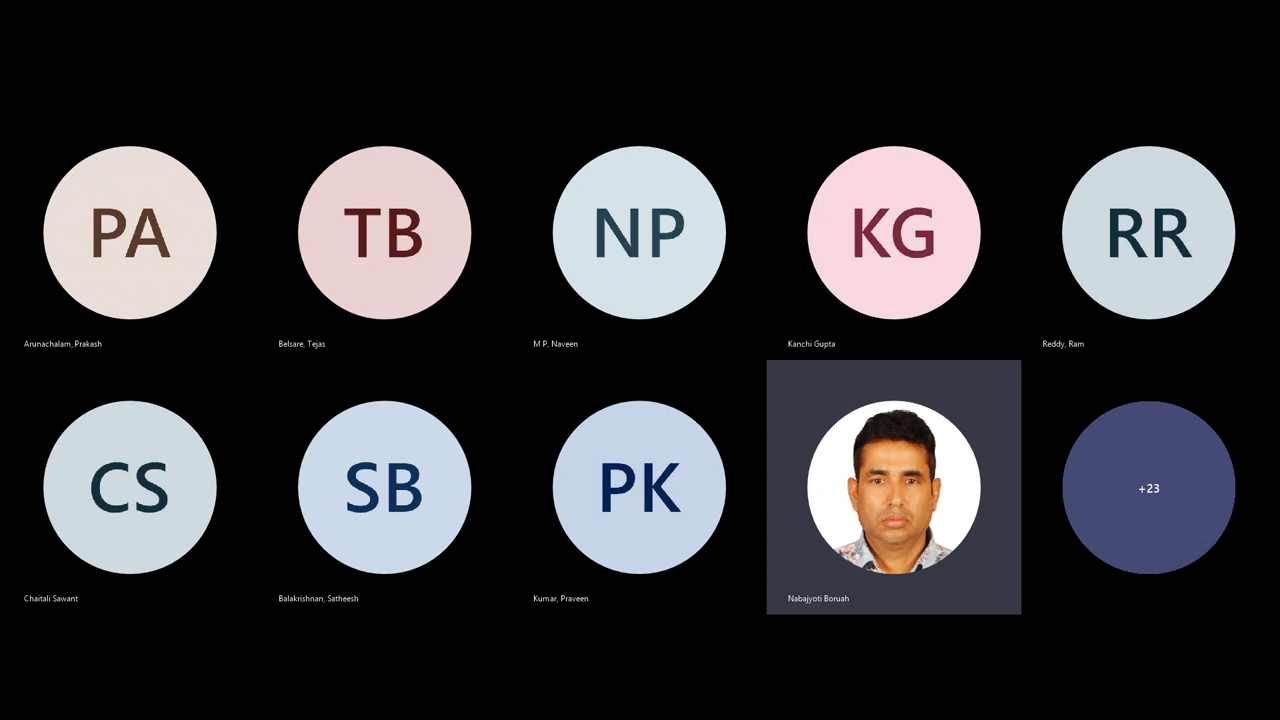 PA
TB
NP
KG
RR
Arunachalam, Prakash
Belsare, Tejas
M P, Naveen
Kanchi Gupta
Reddy, Ram
CS
SB
PK
+23
Chaitali Sawant
Balakrishnan, Satheesh
Kumar, Praveen
Nabajyoti Boruah